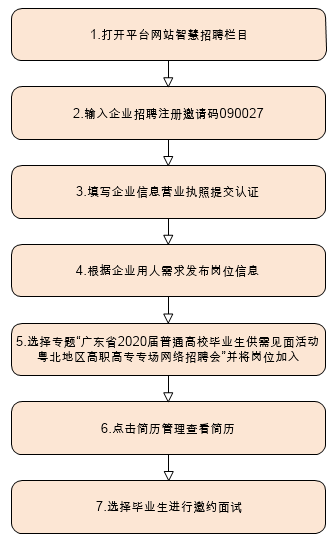 1.打开平台网站智慧招聘栏目
2.输入企业招聘注册邀请码090027
3.填写企业信息营业执照提交认证
4.根据企业用人需求发布岗位信息
5.选择专题“广东省2020届普通高校毕业生供需见面活动
粤北地区高职高专专场网络招聘会”并将岗位加入
6.点击简历管理查看简历
7.选择毕业生进行邀约面试